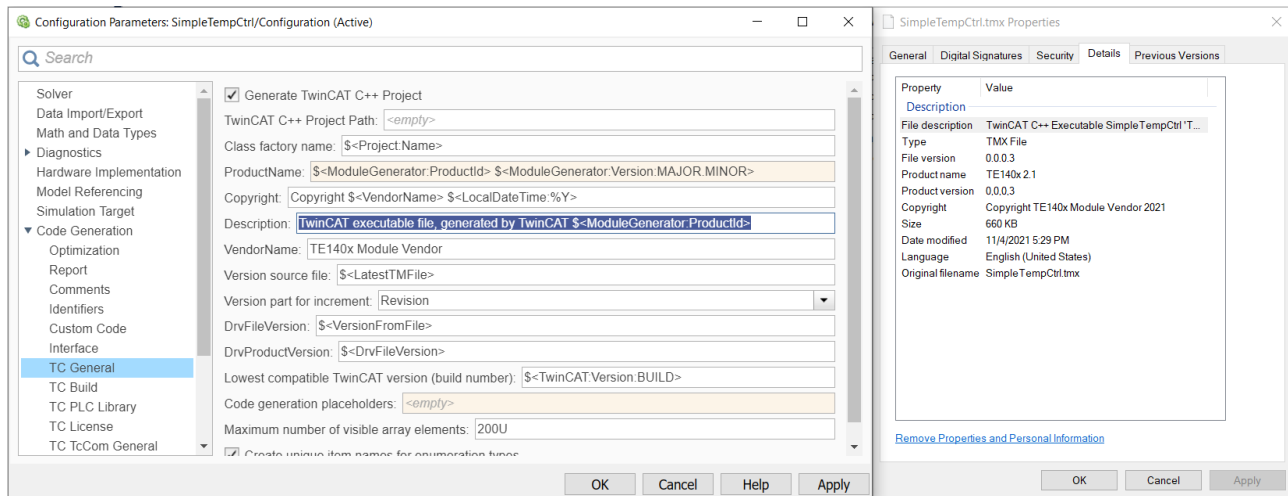 Configuration Parameters: SimpleTempCtrl/Configuration (Active)
Search
Solver
Data Import/Export
Math and Data Types
Diagnostics
Hardware Implementation
Model Referencing
Simulation Target
Code Generation
Optimization
Report
Comments
Identifiers
Custom Code
Interface
TC General
TC Build
TC PLC Library
TC License
TC TcCom General
Generate TwinCAT C++ Project
TwinCAT C++ Project Path: <empty>
Class factory name: $<Project:Name>
ProductName: $<ModuleGenerator:ProductId> $<ModuleGenerator:Version:MAJOR.MINOR>
Copyright: Copyright $<VendorName> $<LocalDateTime:%Y>
Description: TwinCAT executable file, generated by TwinCAT $<ModuleGenerator:ProductId>
VendorName: TE140x Module Vendor
Version source file: $<LatestTMFile>
Version part for increment: Revision
DrvFileVersion: $<VersionFromFile>
DrvProductVersion: $<DrvFileVersion>
Lowest compatible TwinCAT version (build number): $<TwinCAT:Version:BUILD>
Code generation placeholders: <empty>
Maximum number of visible array elements: 200U
Create unique item names for enumeration types
OK Cancel Help Apply
SimpleTempCtrl.tmx Properties
General Digital Signatures Security Details Previous Versions
Property Value
Description
File description TwinCAT C++ Executable SimpleTempCtrl 'T...
Type TMX File
File version 0.0.0.3
Product name TE140x 2.1
Product version 0,0,0,3
Copyright Copyright TE140x Module Vendor 2021
Size 660 KB
Date modified 11/4/2021 5:29 PM
Language English (United States)
Original filename SimpleTempCtrl.tmx
Remove Properties and Personal Information
OK Cancel Apply